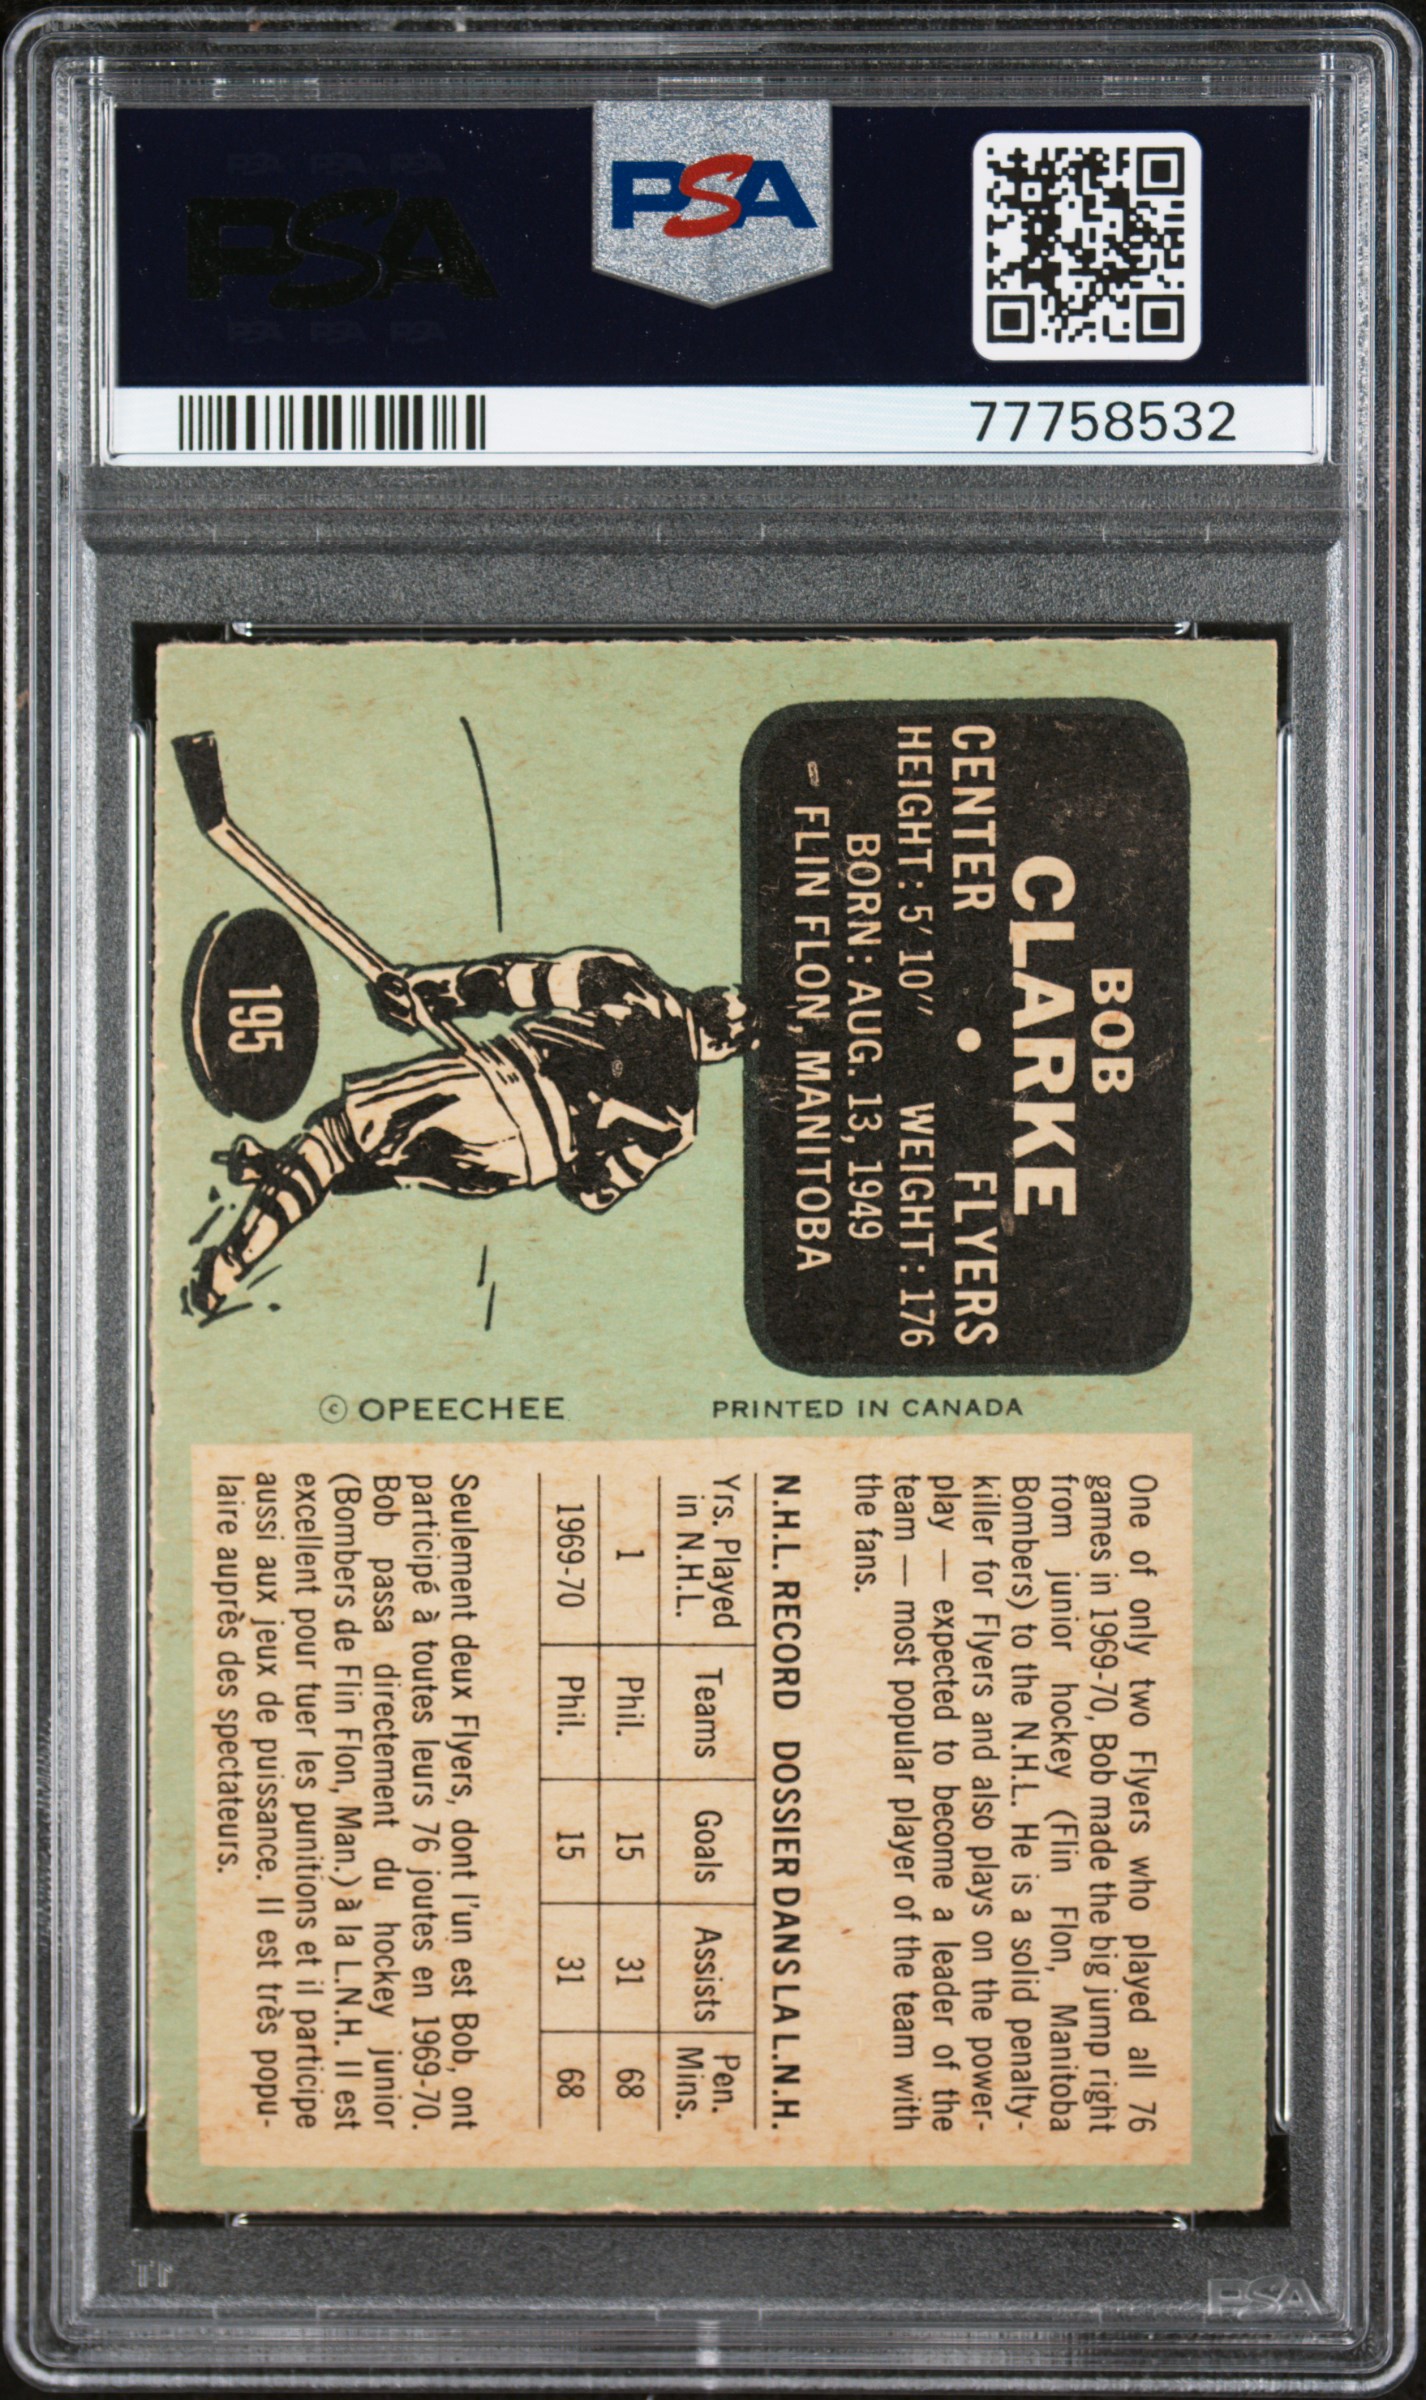 PSA
PSA
77758532
BOB
CLARKE
CENTER • FLYERS
HEIGHT: 5' 10" WEIGHT: 176
BORN: AUG. 13, 1949
– FLIN FLON, MANITOBA
195
© OPEECHEE PRINTED IN CANADA
One of only two Flyers who played all 76
games in 1969-70, Bob made the big jump right
from junior hockey (Flin Flon, Manitoba
Bombers) to the N.H.L. He is a solid penalty-
killer for Flyers and also plays on the power-
play — expected to become a leader of the
team — most popular player of the team with
the fans.
N.H.L. RECORD DOSSIER DANS LA L.N.H.
Yrs. Played in N.H.L. Teams Goals Assists Pen. Mins.
1 Phil. 15 31 68
1969-70 Phil. 15 31 68
Seulement deux Flyers, dont l'un est Bob, ont
participé à toutes leurs 76 joutes en 1969-70.
Bob passa directement du hockey junior
(Bombers de Flin Flon, Man.) à la L.N.H. Il est
excellent pour tuer les punitions et il participe
aussi aux jeux de puissance. Il est très popu-
laire auprès des spectateurs.
PSA